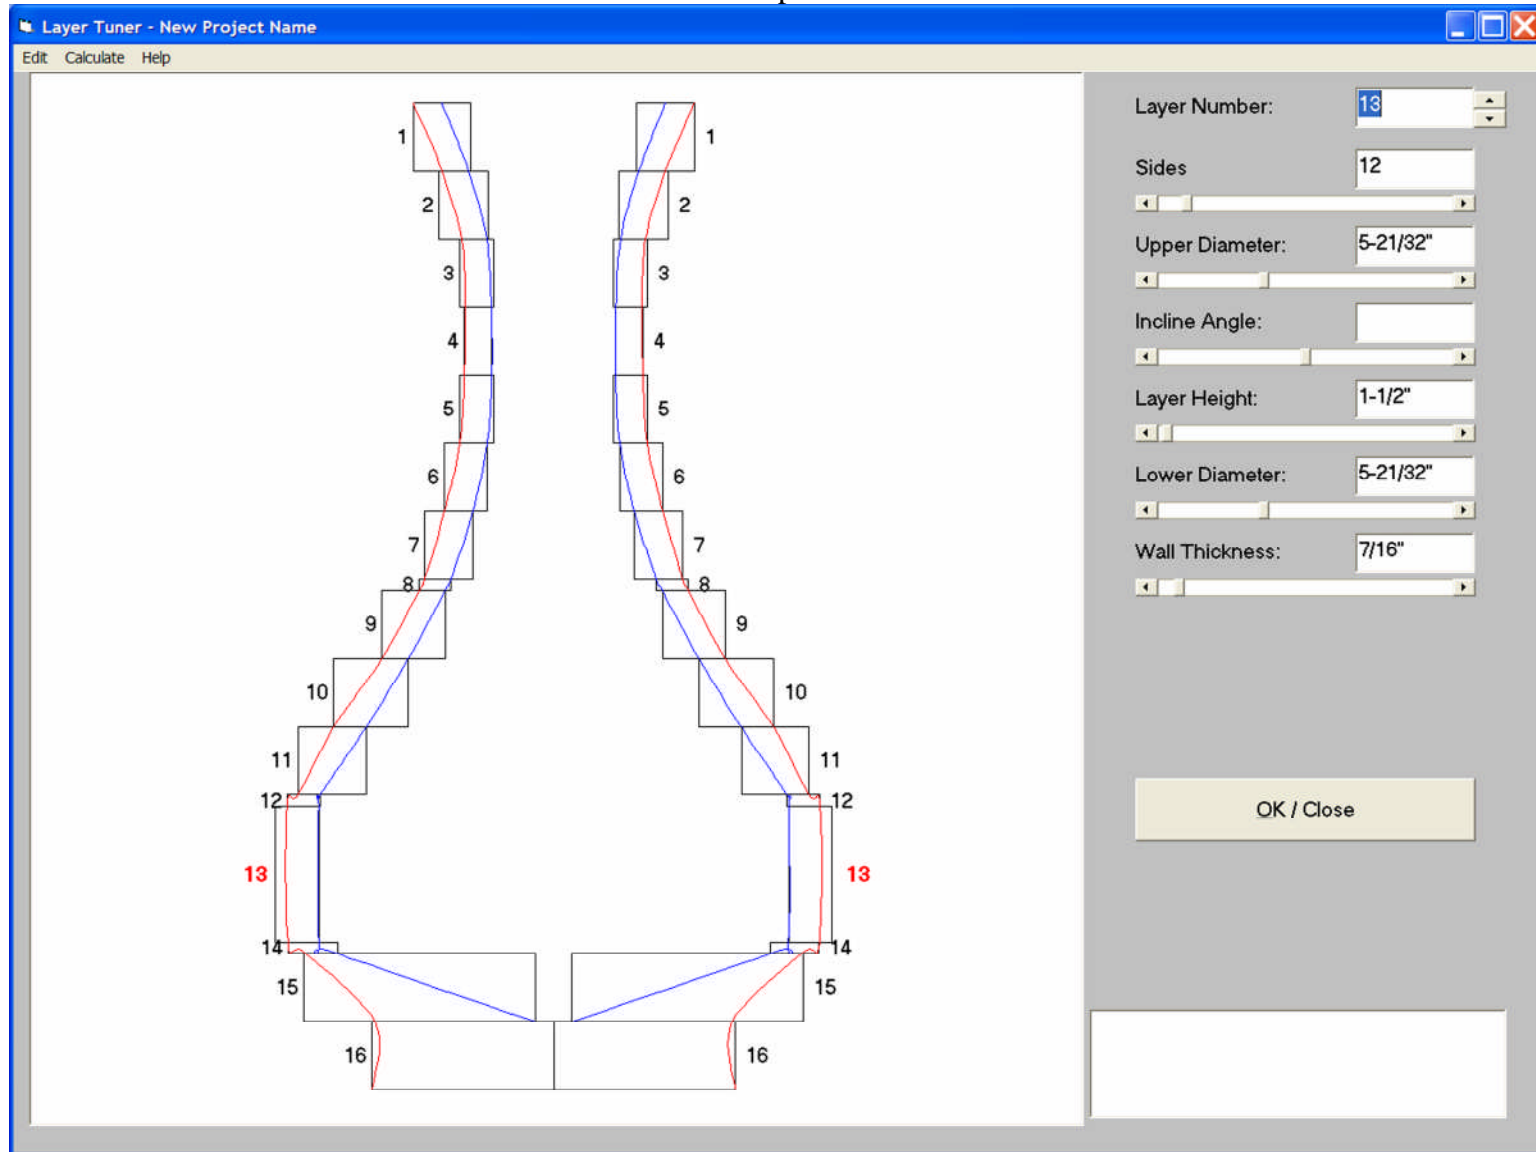 Layer Tuner - New Project Name
Edit Calculate Help
1 1
2 2
3 3
4 4
5 5
6 6
7 7
8 8
9 9
10 10
11 11
12 12
13 13
14 14
15 15
16 16
Layer Number: 13
Sides 12
Upper Diameter: 5-21/32"
Incline Angle:
Layer Height: 1-1/2"
Lower Diameter: 5-21/32"
Wall Thickness: 7/16"
OK / Close